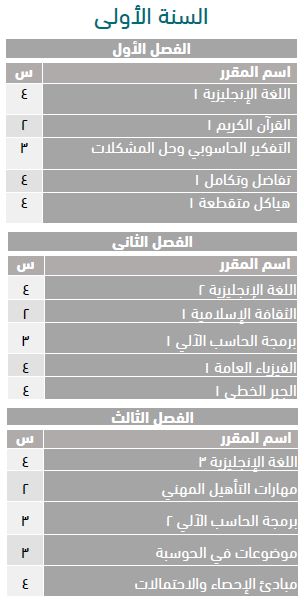 السنة الأولى
الفصل الأول
اسم المقرر س
اللغة الإنجليزية ١ ٤
القرآن الكريم ١ ٢
التفكير الحاسوبي وحل المشكلات ٣
تفاضل وتكامل ١ ٤
هياكل متقطعة ١ ٤
الفصل الثاني
اسم المقرر س
اللغة الإنجليزية ٢ ٤
الثقافة الإسلامية ١ ٢
برمجة الحاسب الآلي ١ ٣
الفيزياء العامة ١ ٤
الجبر الخطي ١ ٤
الفصل الثالث
اسم المقرر س
اللغة الإنجليزية ٣ ٤
مهارات التأهيل المهني ٢
برمجة الحاسب الآلي ٢ ٣
موضوعات في الحوسبة ٣
مبادئ الإحصاء والاحتمالات ٤